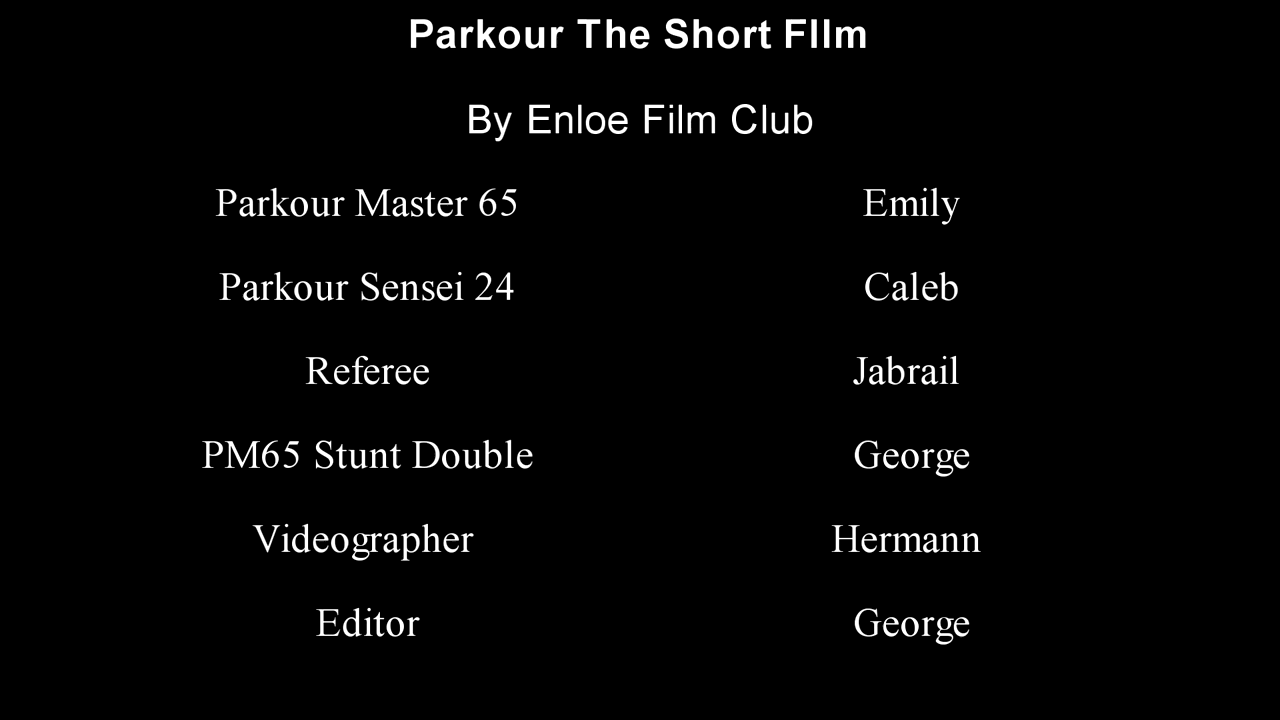 Parkour The Short FIlm
By Enloe Film Club
Parkour Master 65 Emily
Parkour Sensei 24 Caleb
Referee Jabrail
PM65 Stunt Double George
Videographer Hermann
Editor George